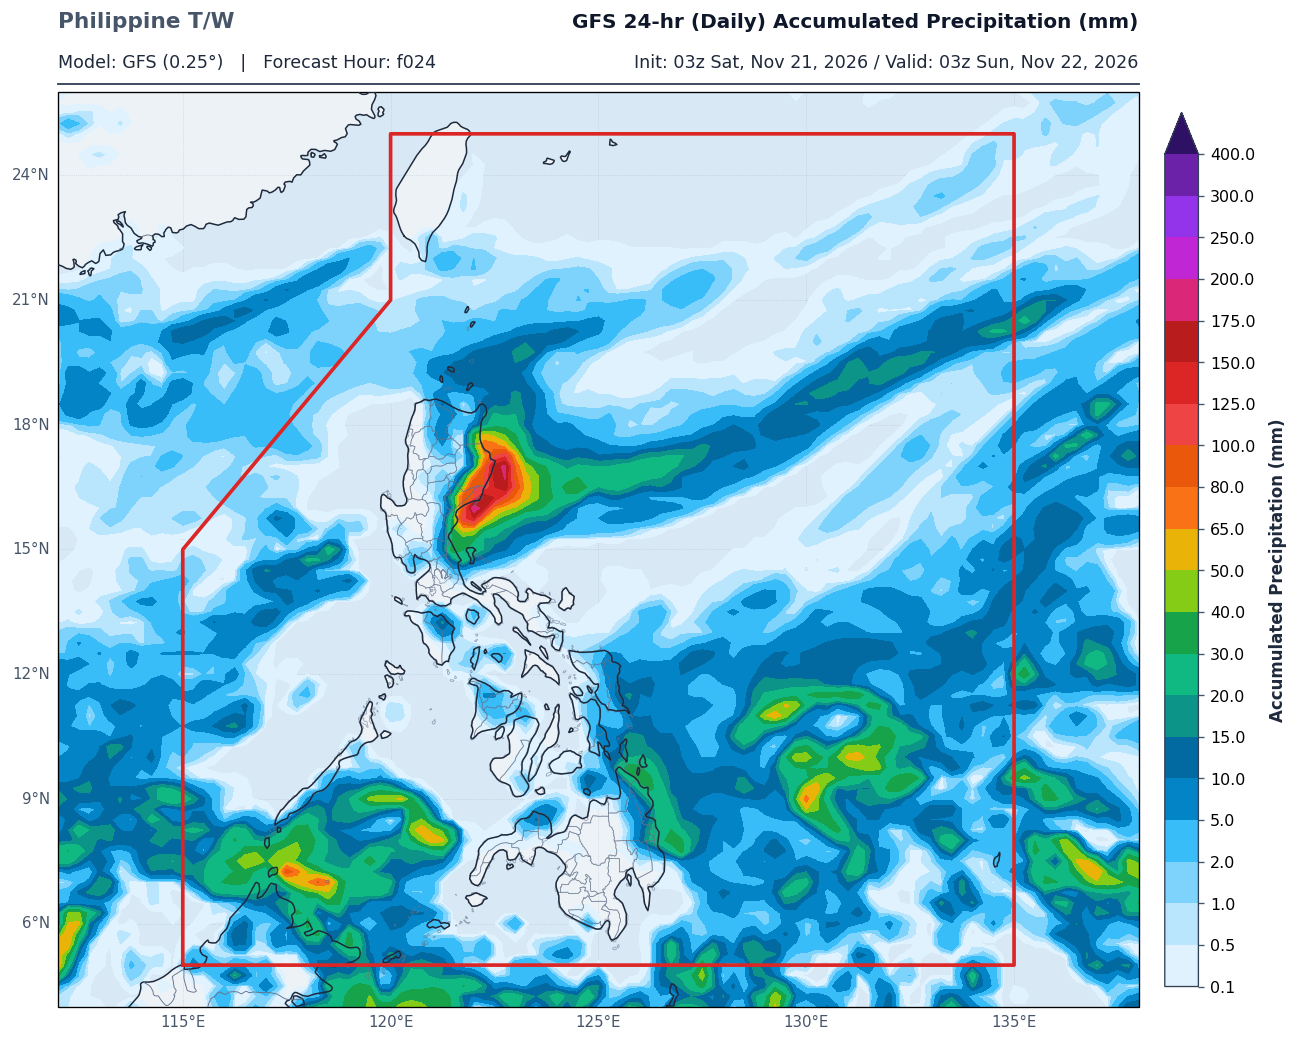 Philippine T/W
GFS 24-hr (Daily) Accumulated Precipitation (mm)
Model: GFS (0.25°)   |   Forecast Hour: f024
Init: 03z Sat, Nov 21, 2026 / Valid: 03z Sun, Nov 22, 2026
24°N
21°N
18°N
15°N
12°N
9°N
6°N
115°E
120°E
125°E
130°E
135°E
400.0
300.0
250.0
200.0
175.0
150.0
125.0
100.0
80.0
65.0
50.0
40.0
30.0
20.0
15.0
10.0
5.0
2.0
1.0
0.5
0.1
Accumulated Precipitation (mm)